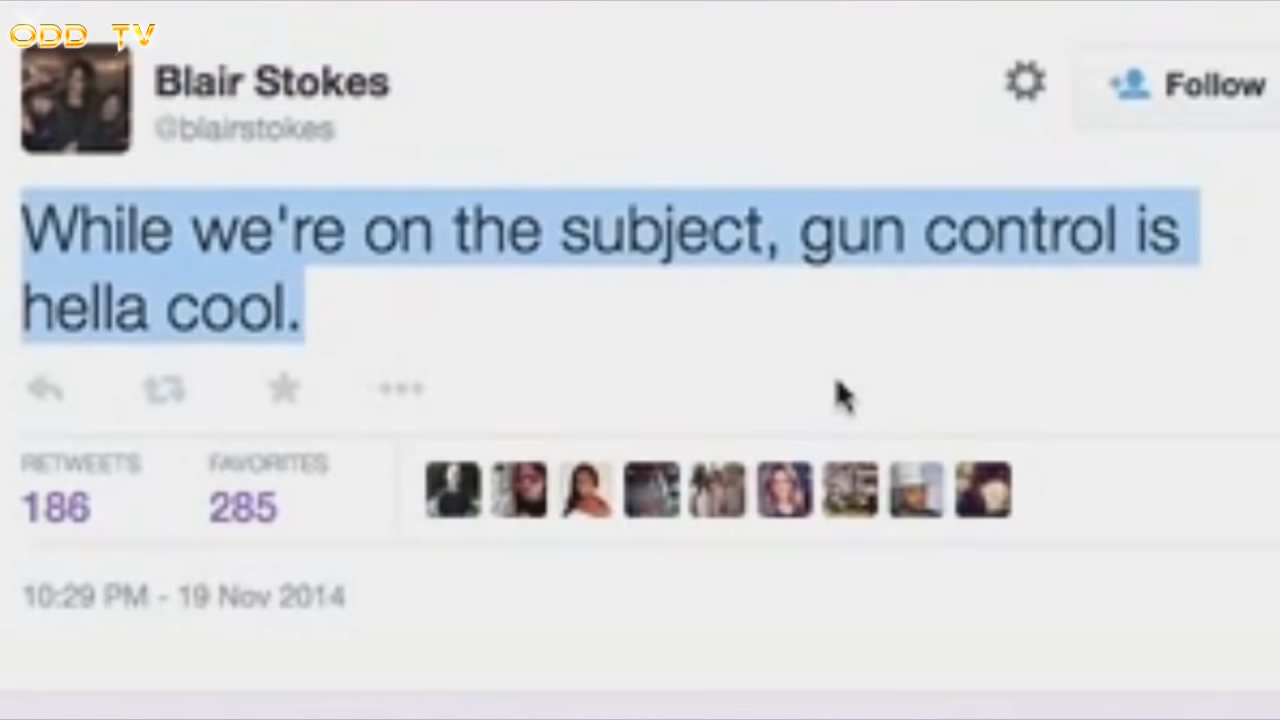 ODD TV
Blair Stokes
@blairstokes
Follow
While we're on the subject, gun control is
hella cool.
RETWEETS
FAVORITES
186
285
10:29 PM - 19 Nov 2014